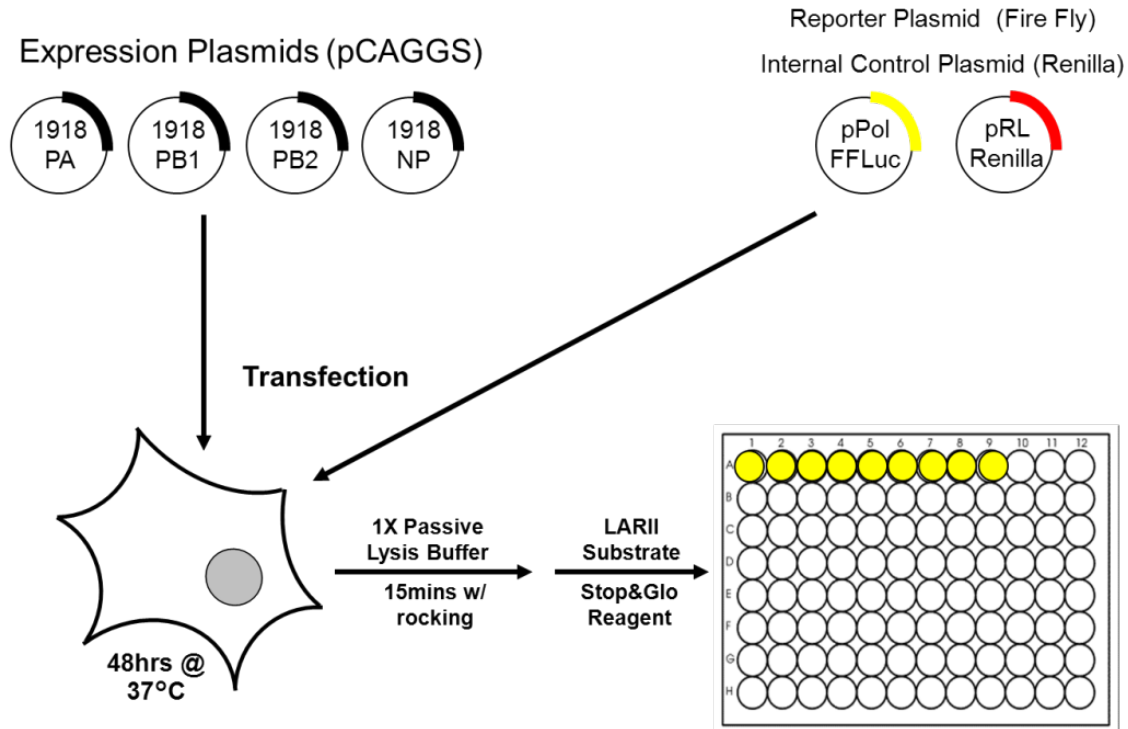 Reporter Plasmid (Fire Fly)
Expression Plasmids (pCAGGS)
Internal Control Plasmid (Renilla)
1918
PA
1918
PB1
1918
PB2
1918
NP
pPol
FFLuc
pRL
Renilla
Transfection
1X Passive
Lysis Buffer
15mins w/
rocking
LARII
Substrate
Stop&Glo
Reagent
48hrs @
37°C
1 2 3 4 5 6 7 8 9 10 11 12
A
B
C
D
E
F
G
H